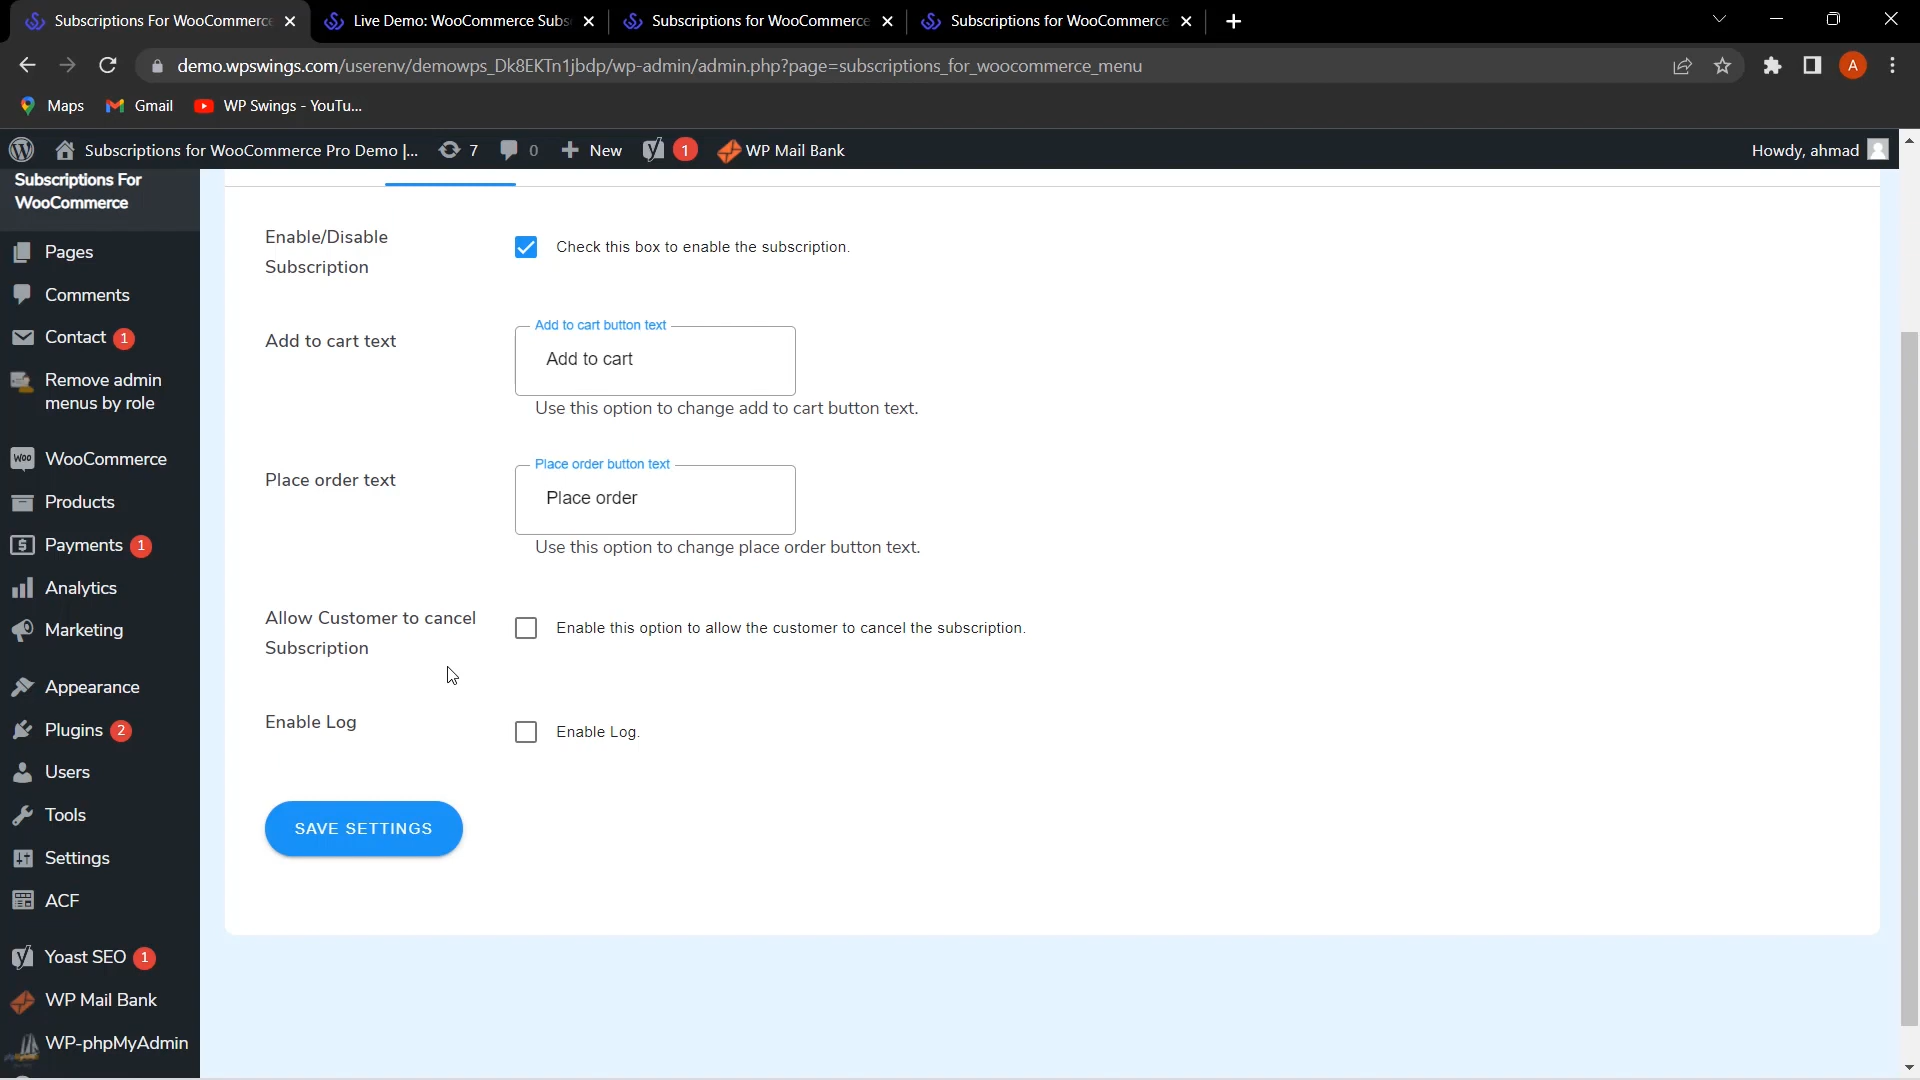 Subscriptions For WooCommerce
Live Demo: WooCommerce Subs
Subscriptions for WooCommerce
Subscriptions for WooCommerce
demo.wpswings.com/userenv/demowps_Dk8EKTn1jbdp/wp-admin/admin.php?page=subscriptions_for_woocommerce_menu
A
Maps
Gmail
WP Swings - YouTu...
Subscriptions for WooCommerce Pro Demo |...
7
0
New
1
WP Mail Bank
Howdy, ahmad
Subscriptions For
WooCommerce
Pages
Comments
Contact 1
Remove admin
menus by role
WooCommerce
Products
Payments 1
Analytics
Marketing
Appearance
Plugins 2
Users
Tools
Settings
ACF
Yoast SEO 1
WP Mail Bank
WP-phpMyAdmin
Enable/Disable
Subscription
Check this box to enable the subscription.
Add to cart text
Add to cart button text
Add to cart
Use this option to change add to cart button text.
Place order text
Place order button text
Place order
Use this option to change place order button text.
Allow Customer to cancel
Subscription
Enable this option to allow the customer to cancel the subscription.
Enable Log
Enable Log.
SAVE SETTINGS